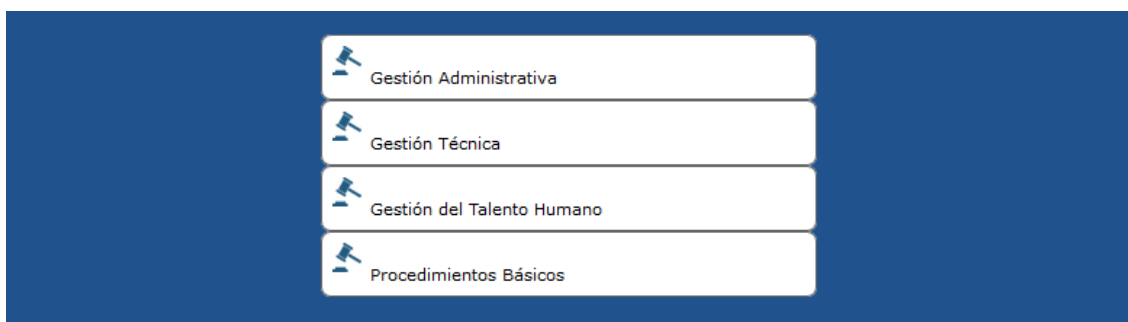 Gestión Administrativa
Gestión Técnica
Gestión del Talento Humano
Procedimientos Básicos